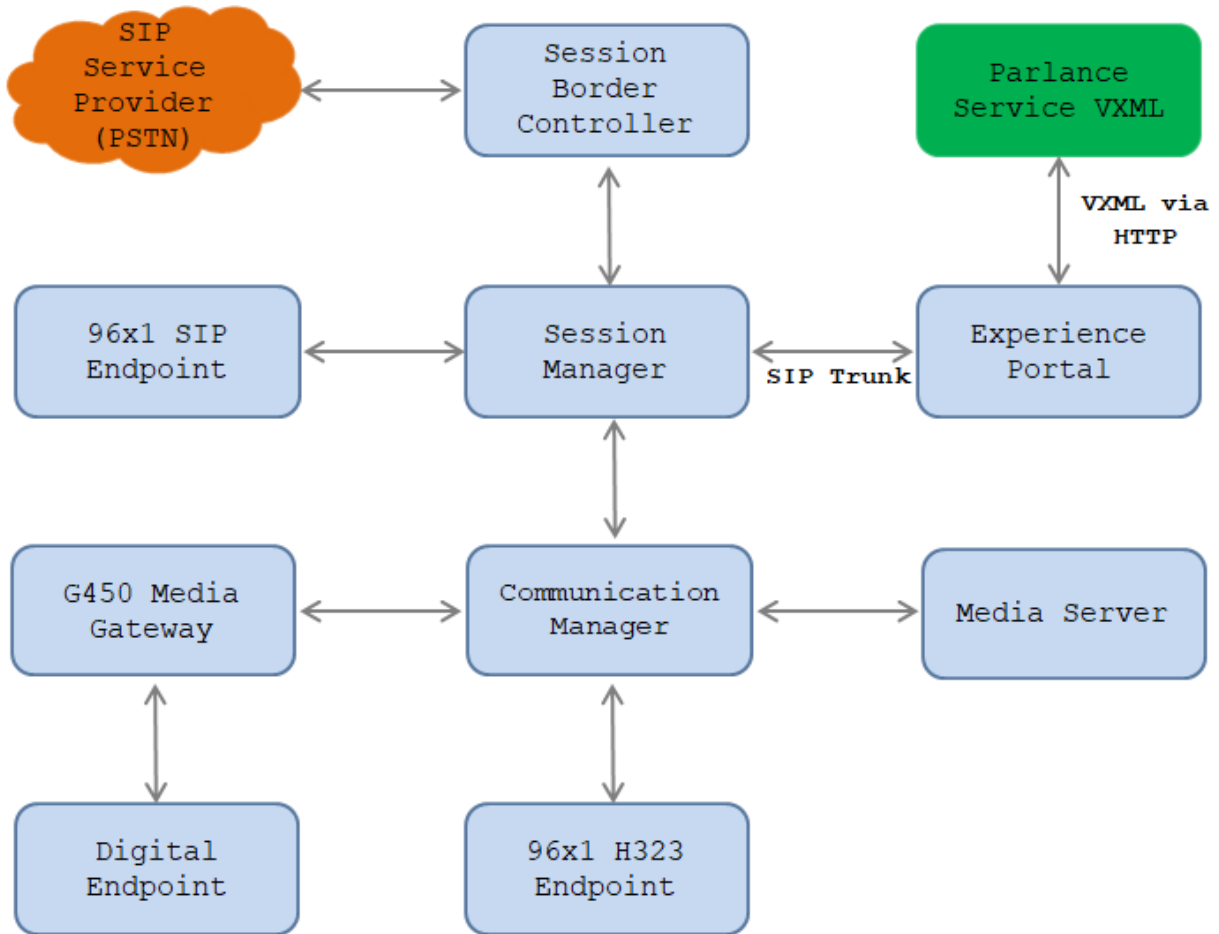 SIP
Service
Provider
(PSTN)
Session
Border
Controller
Parlance
Service VXML
VXML via
HTTP
96x1 SIP
Endpoint
Session
Manager
SIP Trunk
Experience
Portal
G450 Media
Gateway
Communication
Manager
Media Server
Digital
Endpoint
96x1 H323
Endpoint